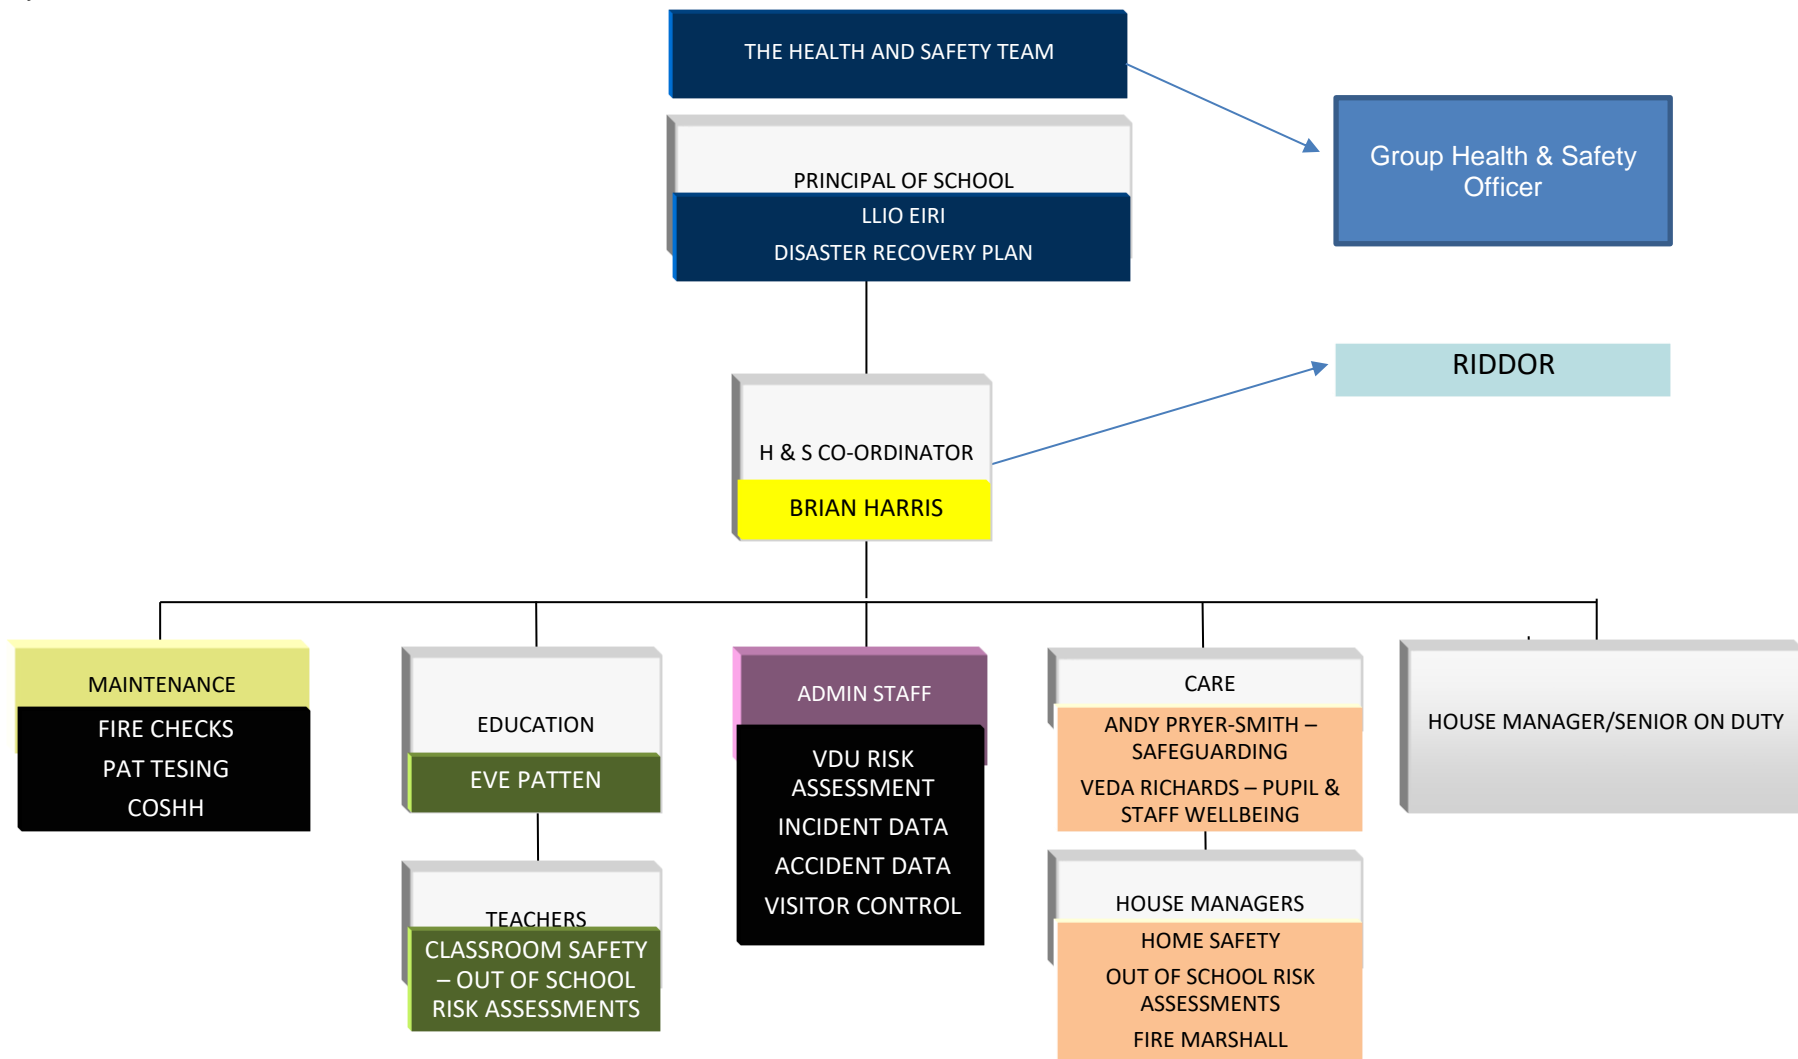 THE HEALTH AND SAFETY TEAM
Group Health & Safety
Officer
PRINCIPAL OF SCHOOL
LLIO EIRI
DISASTER RECOVERY PLAN
RIDDOR
H & S CO-ORDINATOR
BRIAN HARRIS
MAINTENANCE
FIRE CHECKS
PAT TESING
COSHH
EDUCATION
EVE PATTEN
TEACHERS
CLASSROOM SAFETY
– OUT OF SCHOOL
RISK ASSESSMENTS
ADMIN STAFF
VDU RISK
ASSESSMENT
INCIDENT DATA
ACCIDENT DATA
VISITOR CONTROL
CARE
ANDY PRYER-SMITH –
SAFEGUARDING
VEDA RICHARDS – PUPIL &
STAFF WELLBEING
HOUSE MANAGERS
HOME SAFETY
OUT OF SCHOOL RISK
ASSESSMENTS
FIRE MARSHALL
HOUSE MANAGER/SENIOR ON DUTY